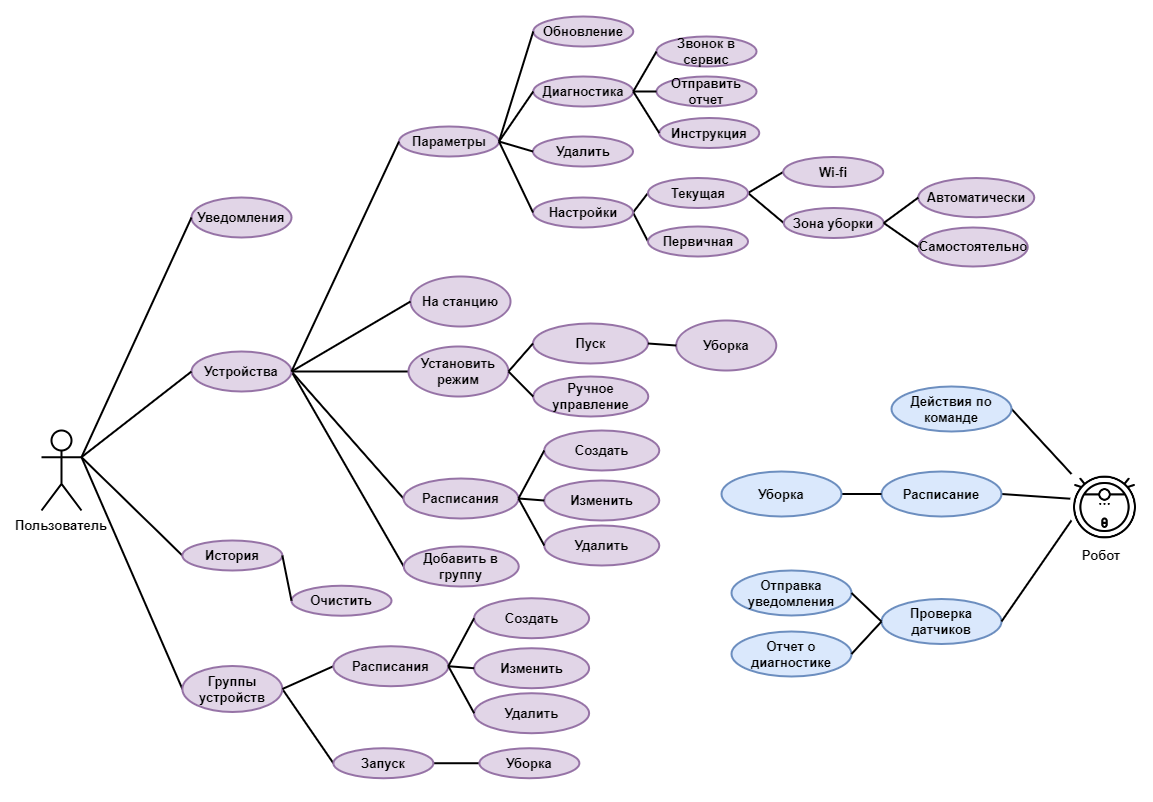 Обновление
Звонок в
сервис
Диагностика
Отправить
отчет
Инструкция
Параметры
Удалить
Wi-fi
Текущая
Автоматически
Настройки
Зона уборки
Первичная
Самостоятельно
Уведомления
На станцию
Пуск
Уборка
Устройства
Установить
режим
Ручное
управление
Действия по
команде
Создать
Расписания
Изменить
Удалить
Уборка
Расписание
Пользователь
Робот
История
Добавить в
группу
Очистить
Отправка
уведомления
Проверка
датчиков
Отчет о
диагностике
Создать
Расписания
Изменить
Удалить
Группы
устройств
Запуск
Уборка